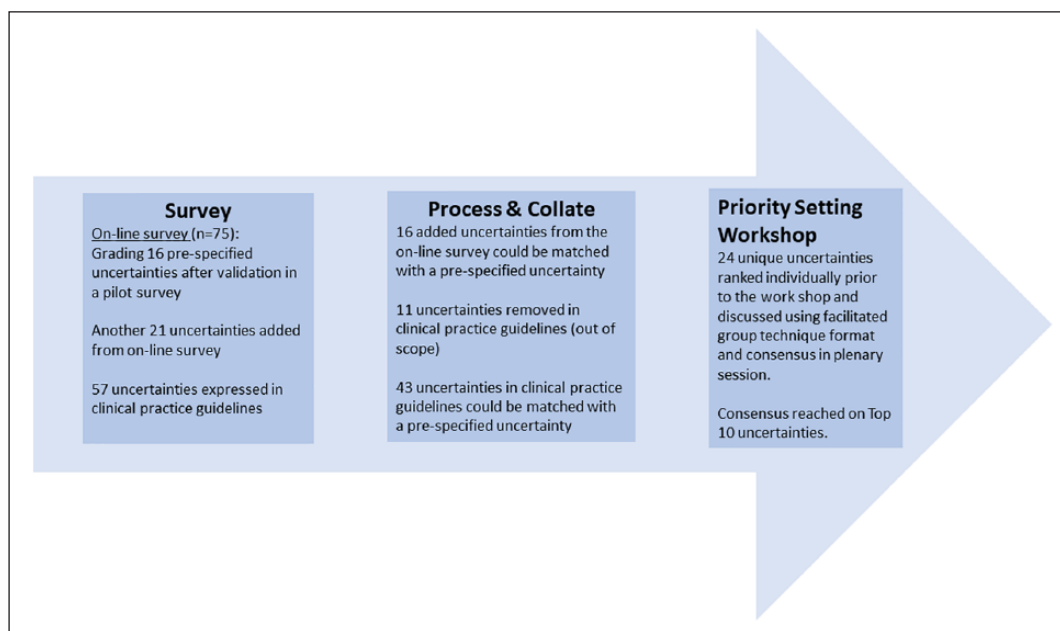 Survey
On-line survey (n=75):
Grading 16 pre-specified
uncertainties after validation in
a pilot survey
Another 21 uncertainties added
from on-line survey
57 uncertainties expressed in
clinical practice guidelines
Process & Collate
16 added uncertainties from the
on-line survey could be matched
with a pre-specified uncertainty
11 uncertainties removed in
clinical practice guidelines (out of
scope)
43 uncertainties in clinical practice
guidelines could be matched with
a pre-specified uncertainty
Priority Setting
Workshop
24 unique uncertainties
ranked individually prior
to the work shop and
discussed using facilitated
group technique format
and consensus in plenary
session.
Consensus reached on Top
10 uncertainties.